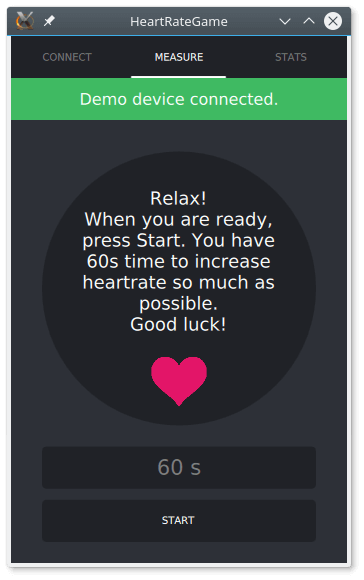 HeartRateGame
CONNECT MEASURE STATS
Demo device connected.
Relax!
When you are ready,
press Start. You have
60s time to increase
heartrate so much as
possible.
Good luck!
60 s
START